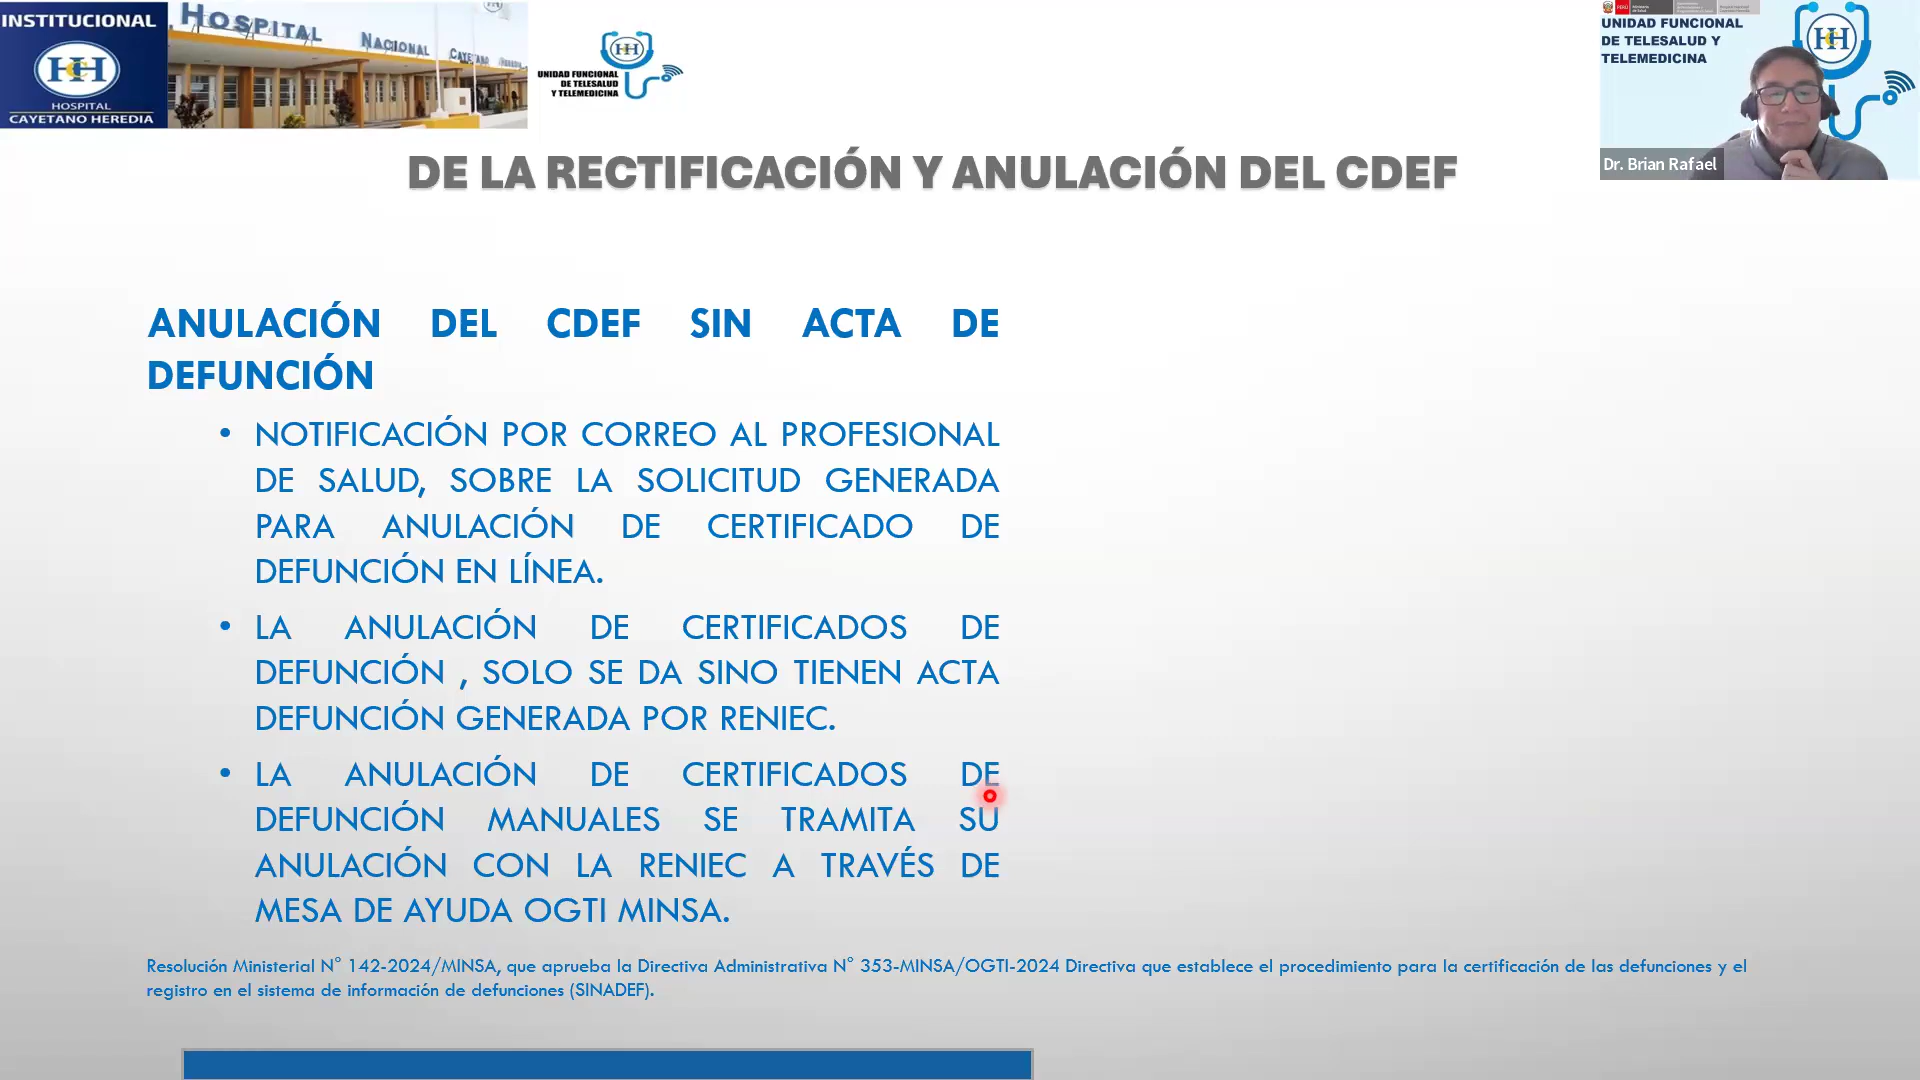 INSTITUCIONAL
HOSPITAL
CAYETANO HEREDIA
HOSPITAL NACIONAL CAYETANO HEREDIA
UNIDAD FUNCIONAL
DE TELESALUD
Y TELEMEDICINA
PERÚ
UNIDAD FUNCIONAL
DE TELESALUD Y
TELEMEDICINA
Dr. Brian Rafael
DE LA RECTIFICACIÓN Y ANULACIÓN DEL CDEF
ANULACIÓN DEL CDEF SIN ACTA DE
DEFUNCIÓN
• NOTIFICACIÓN POR CORREO AL PROFESIONAL
DE SALUD, SOBRE LA SOLICITUD GENERADA
PARA ANULACIÓN DE CERTIFICADO DE
DEFUNCIÓN EN LÍNEA.
• LA ANULACIÓN DE CERTIFICADOS DE
DEFUNCIÓN , SOLO SE DA SINO TIENEN ACTA
DEFUNCIÓN GENERADA POR RENIEC.
• LA ANULACIÓN DE CERTIFICADOS DE
DEFUNCIÓN MANUALES SE TRAMITA SU
ANULACIÓN CON LA RENIEC A TRAVÉS DE
MESA DE AYUDA OGTI MINSA.
Resolución Ministerial N° 142-2024/MINSA, que aprueba la Directiva Administrativa N° 353-MINSA/OGTI-2024 Directiva que establece el procedimiento para la certificación de las defunciones y el
registro en el sistema de información de defunciones (SINADEF).